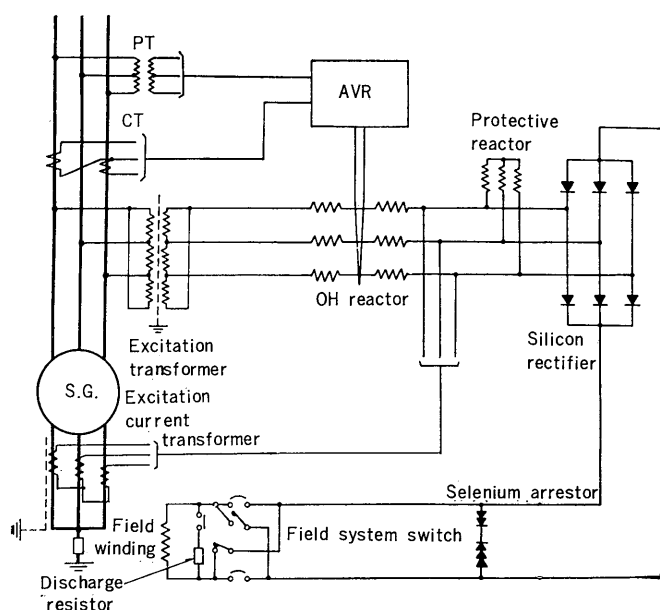 PT
AVR
CT
Protective
reactor
OH reactor
Silicon
rectifier
Excitation
transformer
S.G.
Excitation
current
transformer
Selenium arrestor
Field
winding
Field system switch
Discharge
resistor